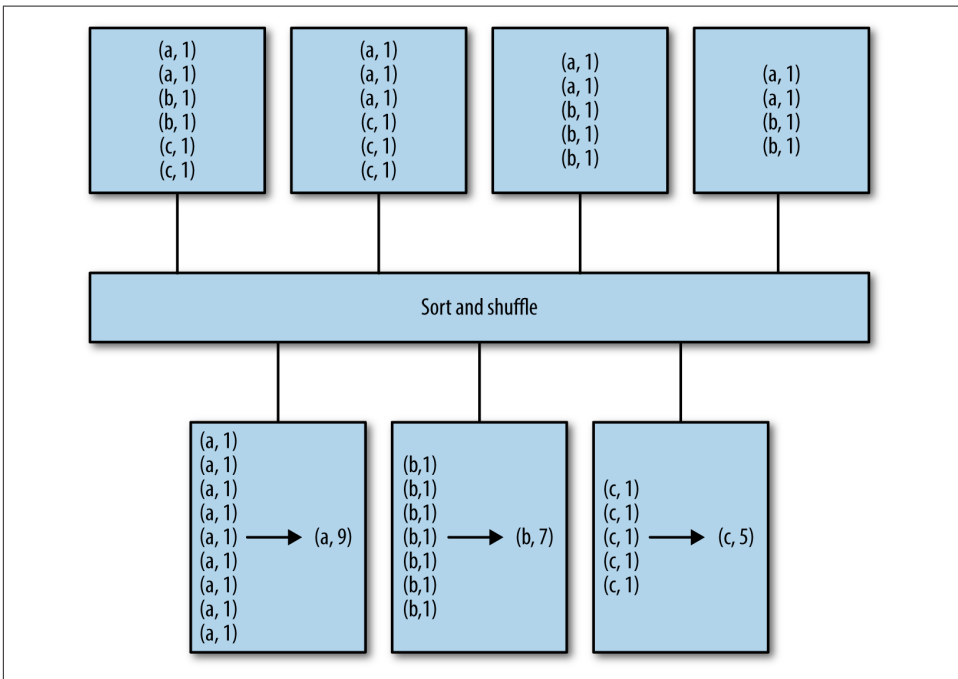 (a, 1)
(a, 1)
(b, 1)
(b, 1)
(c, 1)
(c, 1)
(a, 1)
(a, 1)
(a, 1)
(c, 1)
(c, 1)
(c, 1)
(a, 1)
(a, 1)
(b, 1)
(b, 1)
(b, 1)
(a, 1)
(a, 1)
(b, 1)
(b, 1)
Sort and shuffle
(a, 1)
(a, 1)
(a, 1)
(a, 1)
(a, 1)
(a, 1)
(a, 1)
(a, 1)
(a, 1)
(a, 9)
(b,1)
(b,1)
(b,1)
(b,1)
(b,1)
(b,1)
(b,1)
(b, 7)
(c, 1)
(c, 1)
(c, 1)
(c, 1)
(c, 1)
(c, 5)